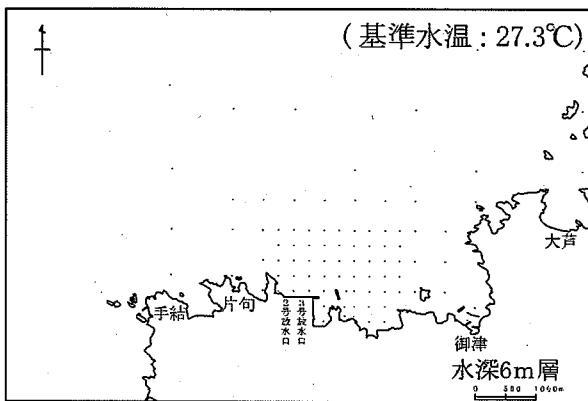 (基準水温:27.3℃)
大芦
手結
片句
2号放水口
3号放水口
御津
水深6m層
0 500 1000m